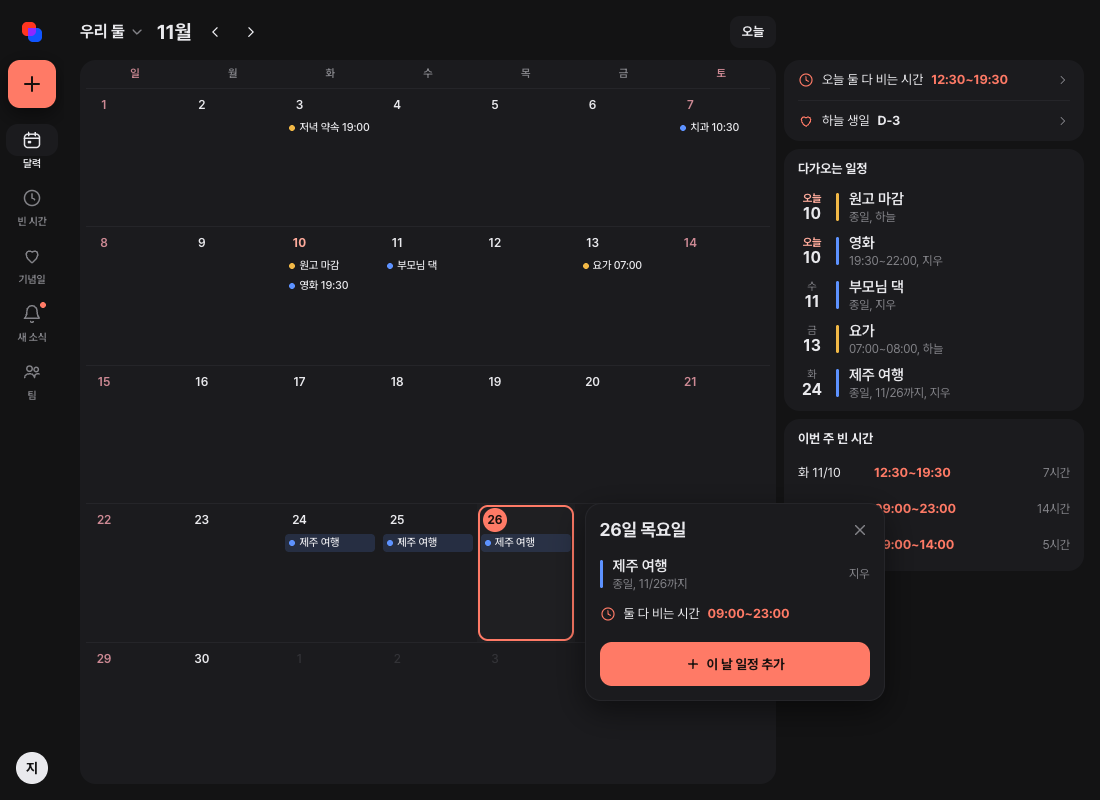 우리 둘 11월 오늘
일 월 화 수 목 금 토
1 2 3 4 5 6 7
저녁 약속 19:00 치과 10:30
8 9 10 11 12 13 14
원고 마감 부모님 댁 요가 07:00
영화 19:30
15 16 17 18 19 20 21
22 23 24 25 26
제주 여행 제주 여행 제주 여행
29 30 1 2 3
달력
빈 시간
기념일
새 소식
팀
지
오늘 둘 다 비는 시간 12:30~19:30
하늘 생일 D-3
다가오는 일정
오늘
10
원고 마감
종일, 하늘
오늘
10
영화
19:30~22:00, 지우
수
11
부모님 댁
종일, 지우
금
13
요가
07:00~08:00, 하늘
화
24
제주 여행
종일, 11/26까지, 지우
이번 주 빈 시간
화 11/10 12:30~19:30 7시간
09:00~23:00 14시간
9:00~14:00 5시간
26일 목요일
제주 여행
종일, 11/26까지
지우
둘 다 비는 시간 09:00~23:00
이 날 일정 추가